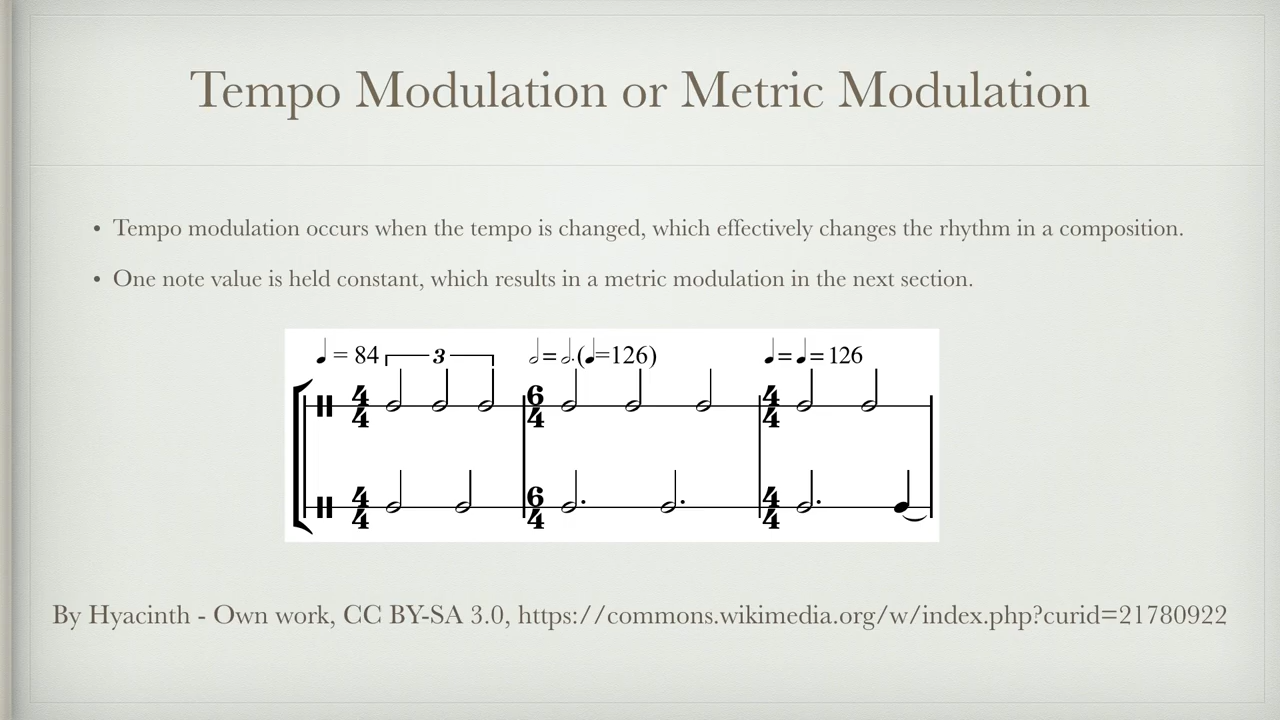 Tempo Modulation or Metric Modulation
• Tempo modulation occurs when the tempo is changed, which effectively changes the rhythm in a composition.
• One note value is held constant, which results in a metric modulation in the next section.
♩ = 84 3 𝅗𝅥=𝅗𝅥.(♩=126) ♩=♩=126
4/4 6/4 4/4
4/4 6/4 4/4
By Hyacinth - Own work, CC BY-SA 3.0, https://commons.wikimedia.org/w/index.php?curid=21780922